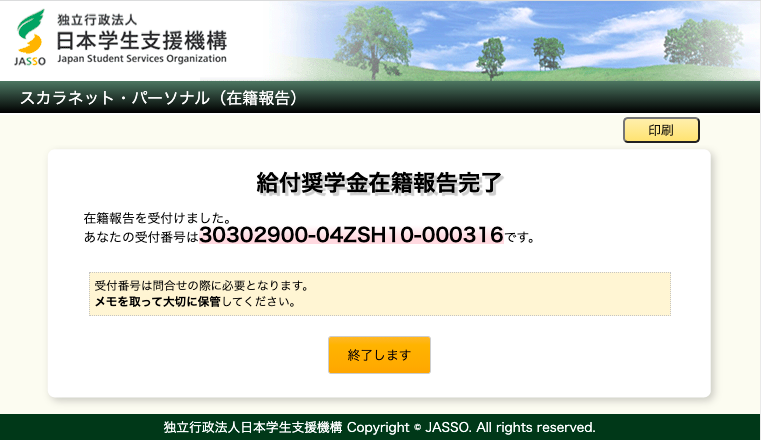 独立行政法人
日本学生支援機構
JASSO
Japan Student Services Organization
スカラネット・パーソナル（在籍報告）
印刷
給付奨学金在籍報告完了
在籍報告を受付けました。
あなたの受付番号は30302900-04ZSH10-000316です。
受付番号は問合せの際に必要となります。
メモを取って大切に保管してください。
終了します
独立行政法人日本学生支援機構 Copyright © JASSO. All rights reserved.